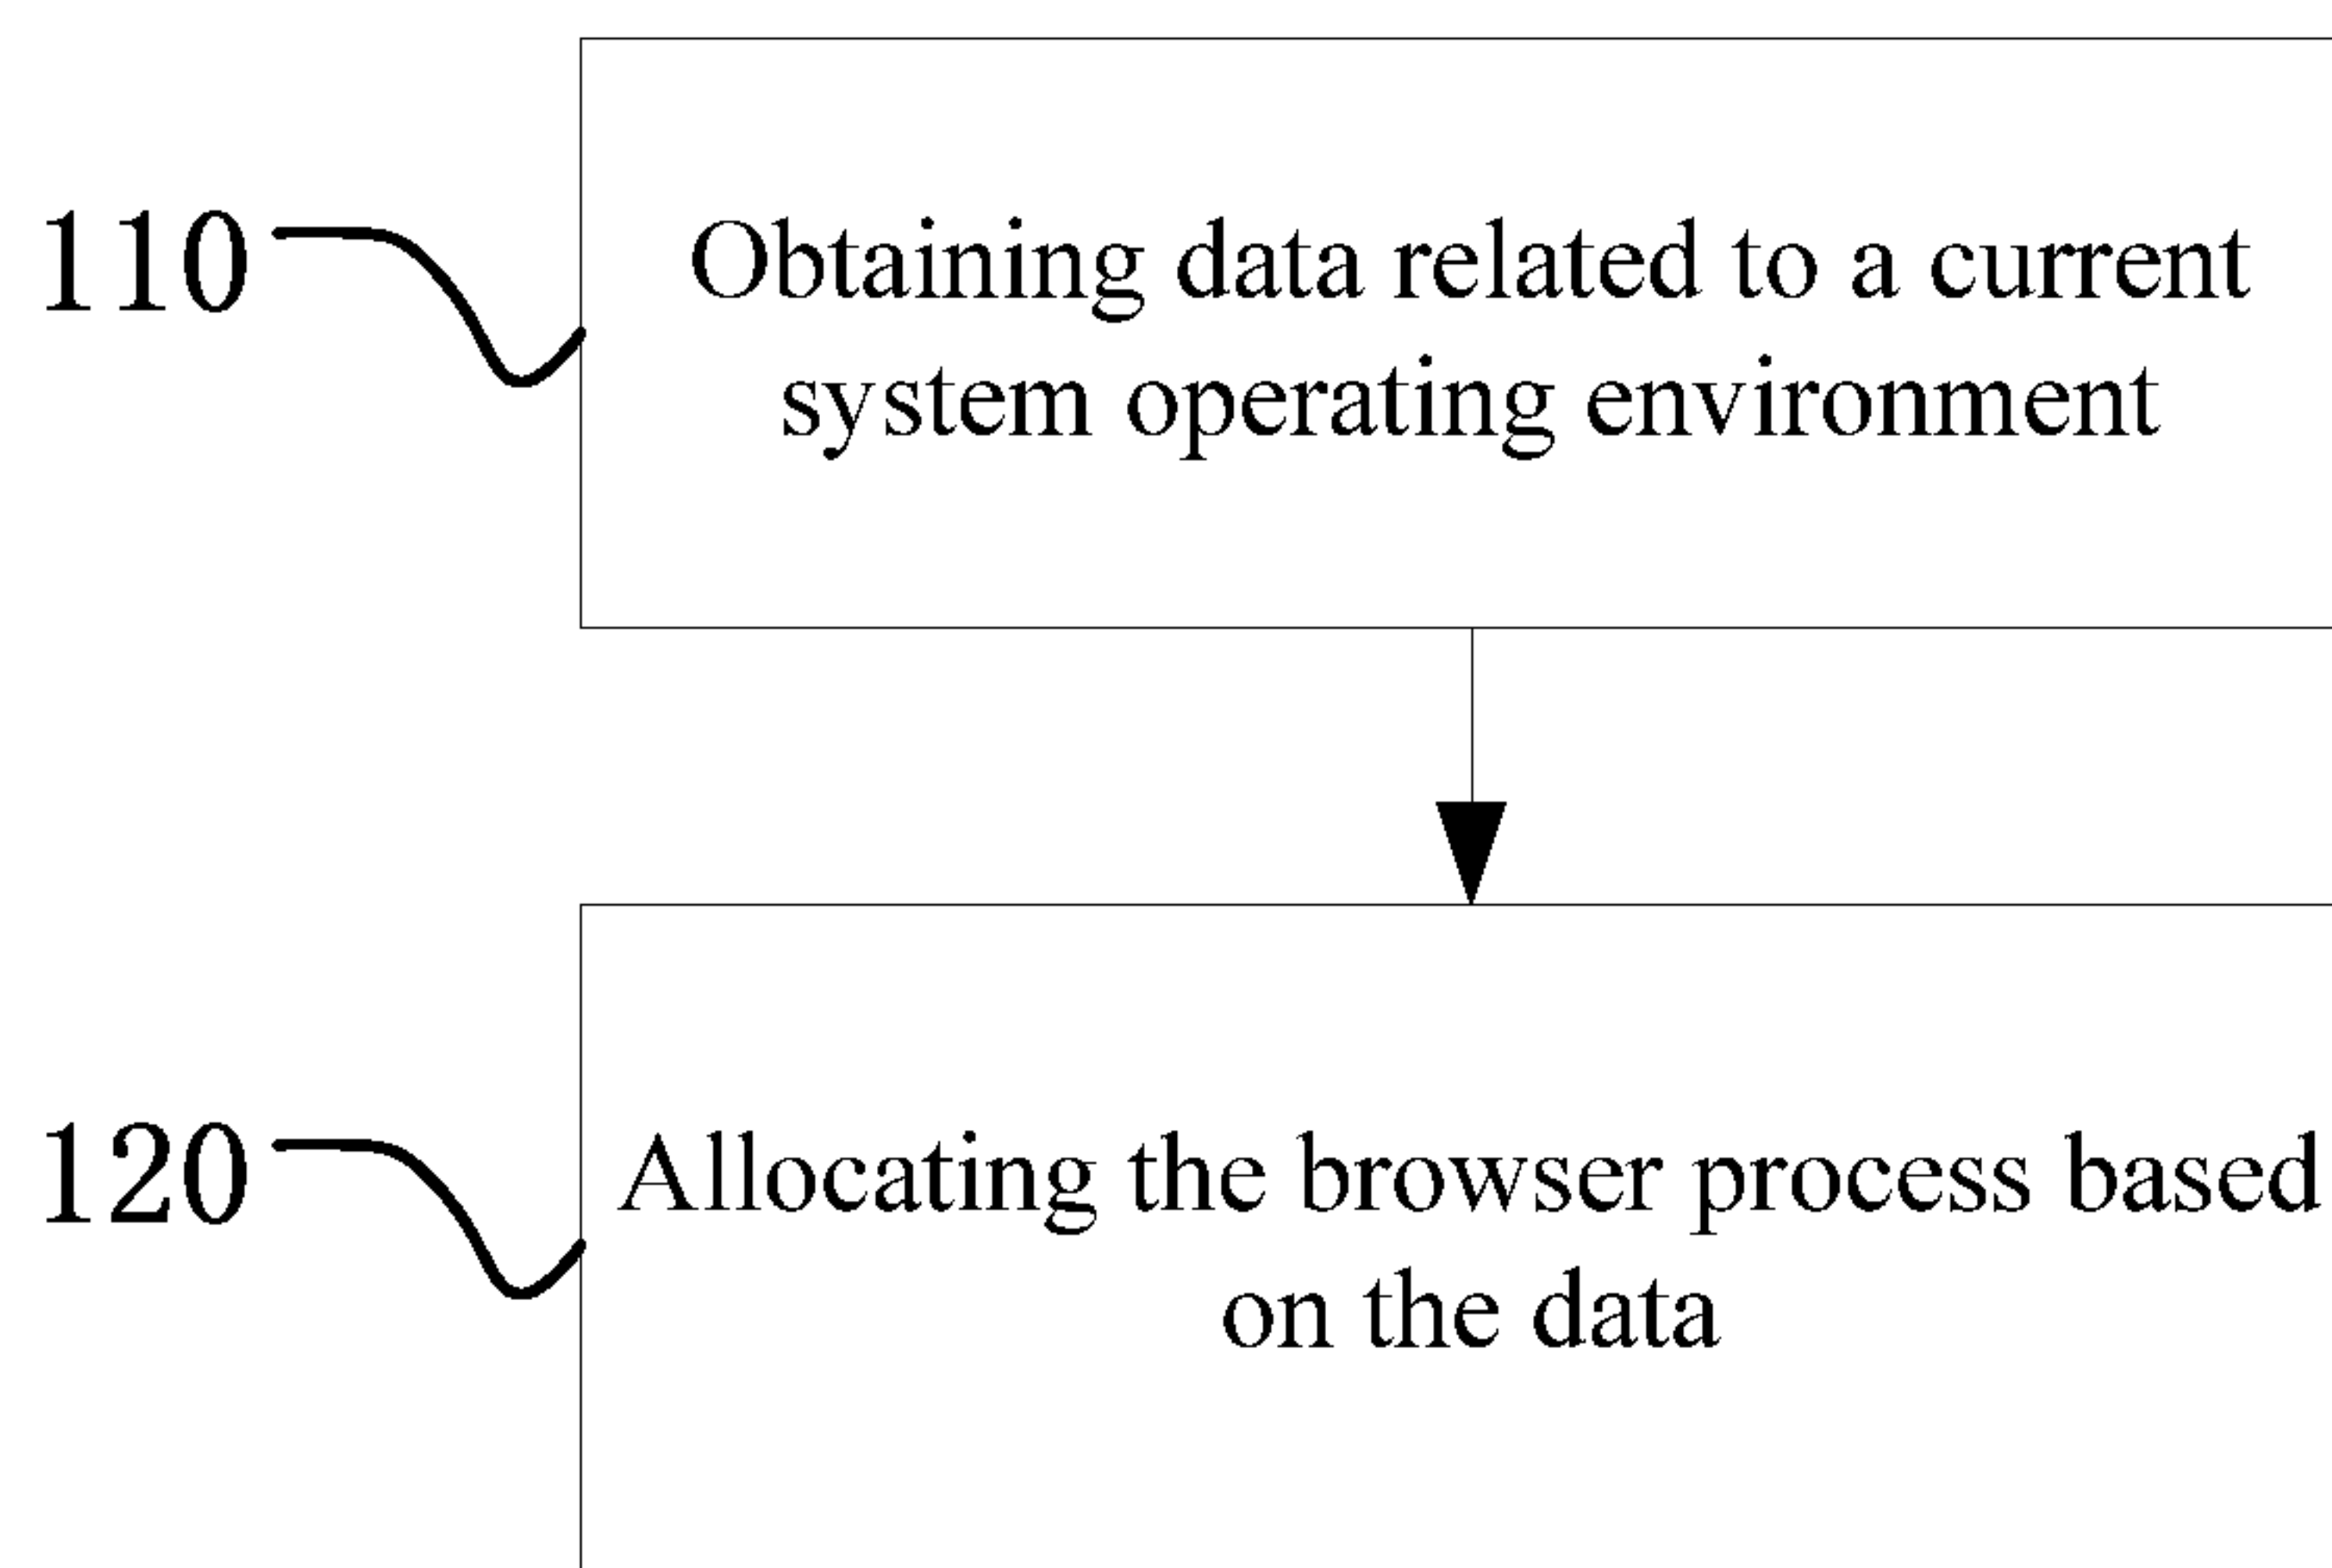 110
Obtaining data related to a current
system operating environment
120
Allocating the browser process based
on the data